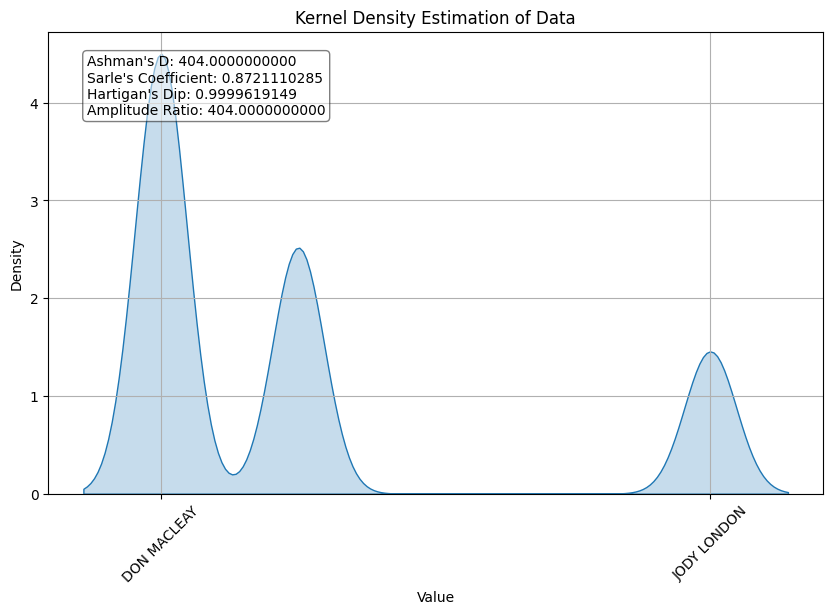 Kernel Density Estimation of Data
Ashman's D: 404.0000000000
Sarle's Coefficient: 0.8721110285
Hartigan's Dip: 0.9999619149
Amplitude Ratio: 404.0000000000
4
3
2
1
0
Density
DON MACLEAY
JODY LONDON
Value